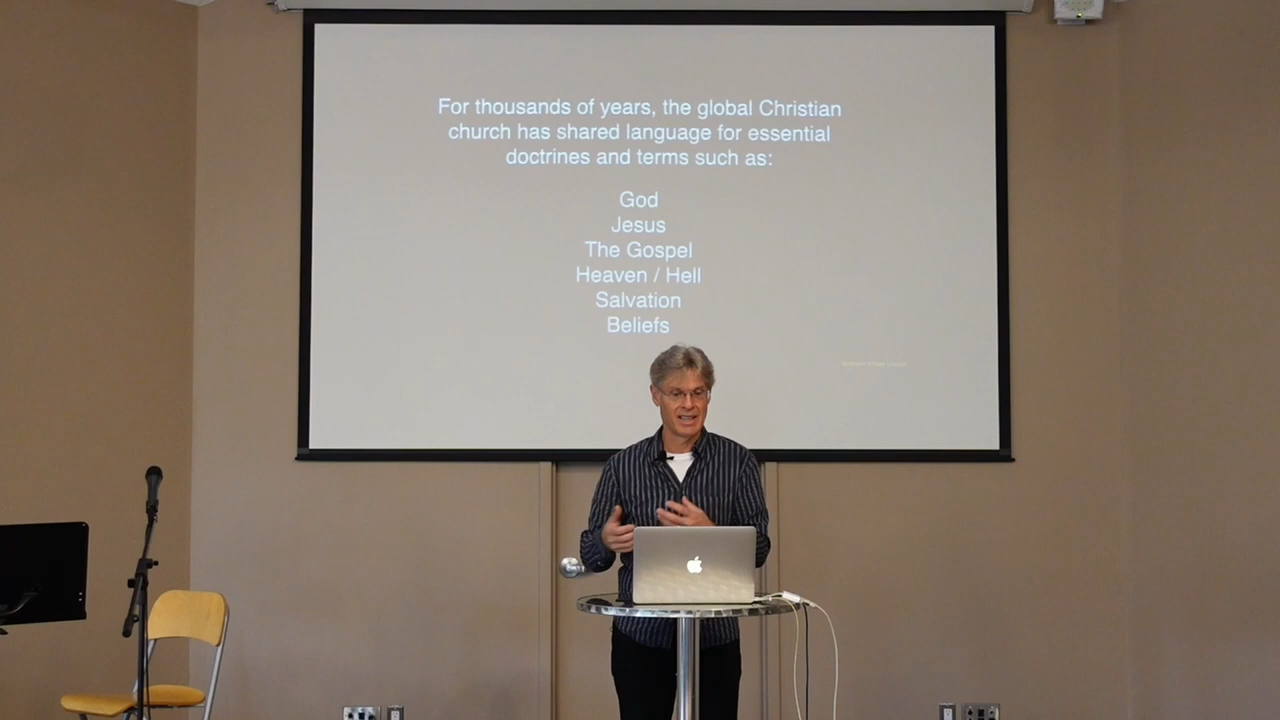 For thousands of years, the global Christian
church has shared language for essential
doctrines and terms such as:
God
Jesus
The Gospel
Heaven / Hell
Salvation
Beliefs